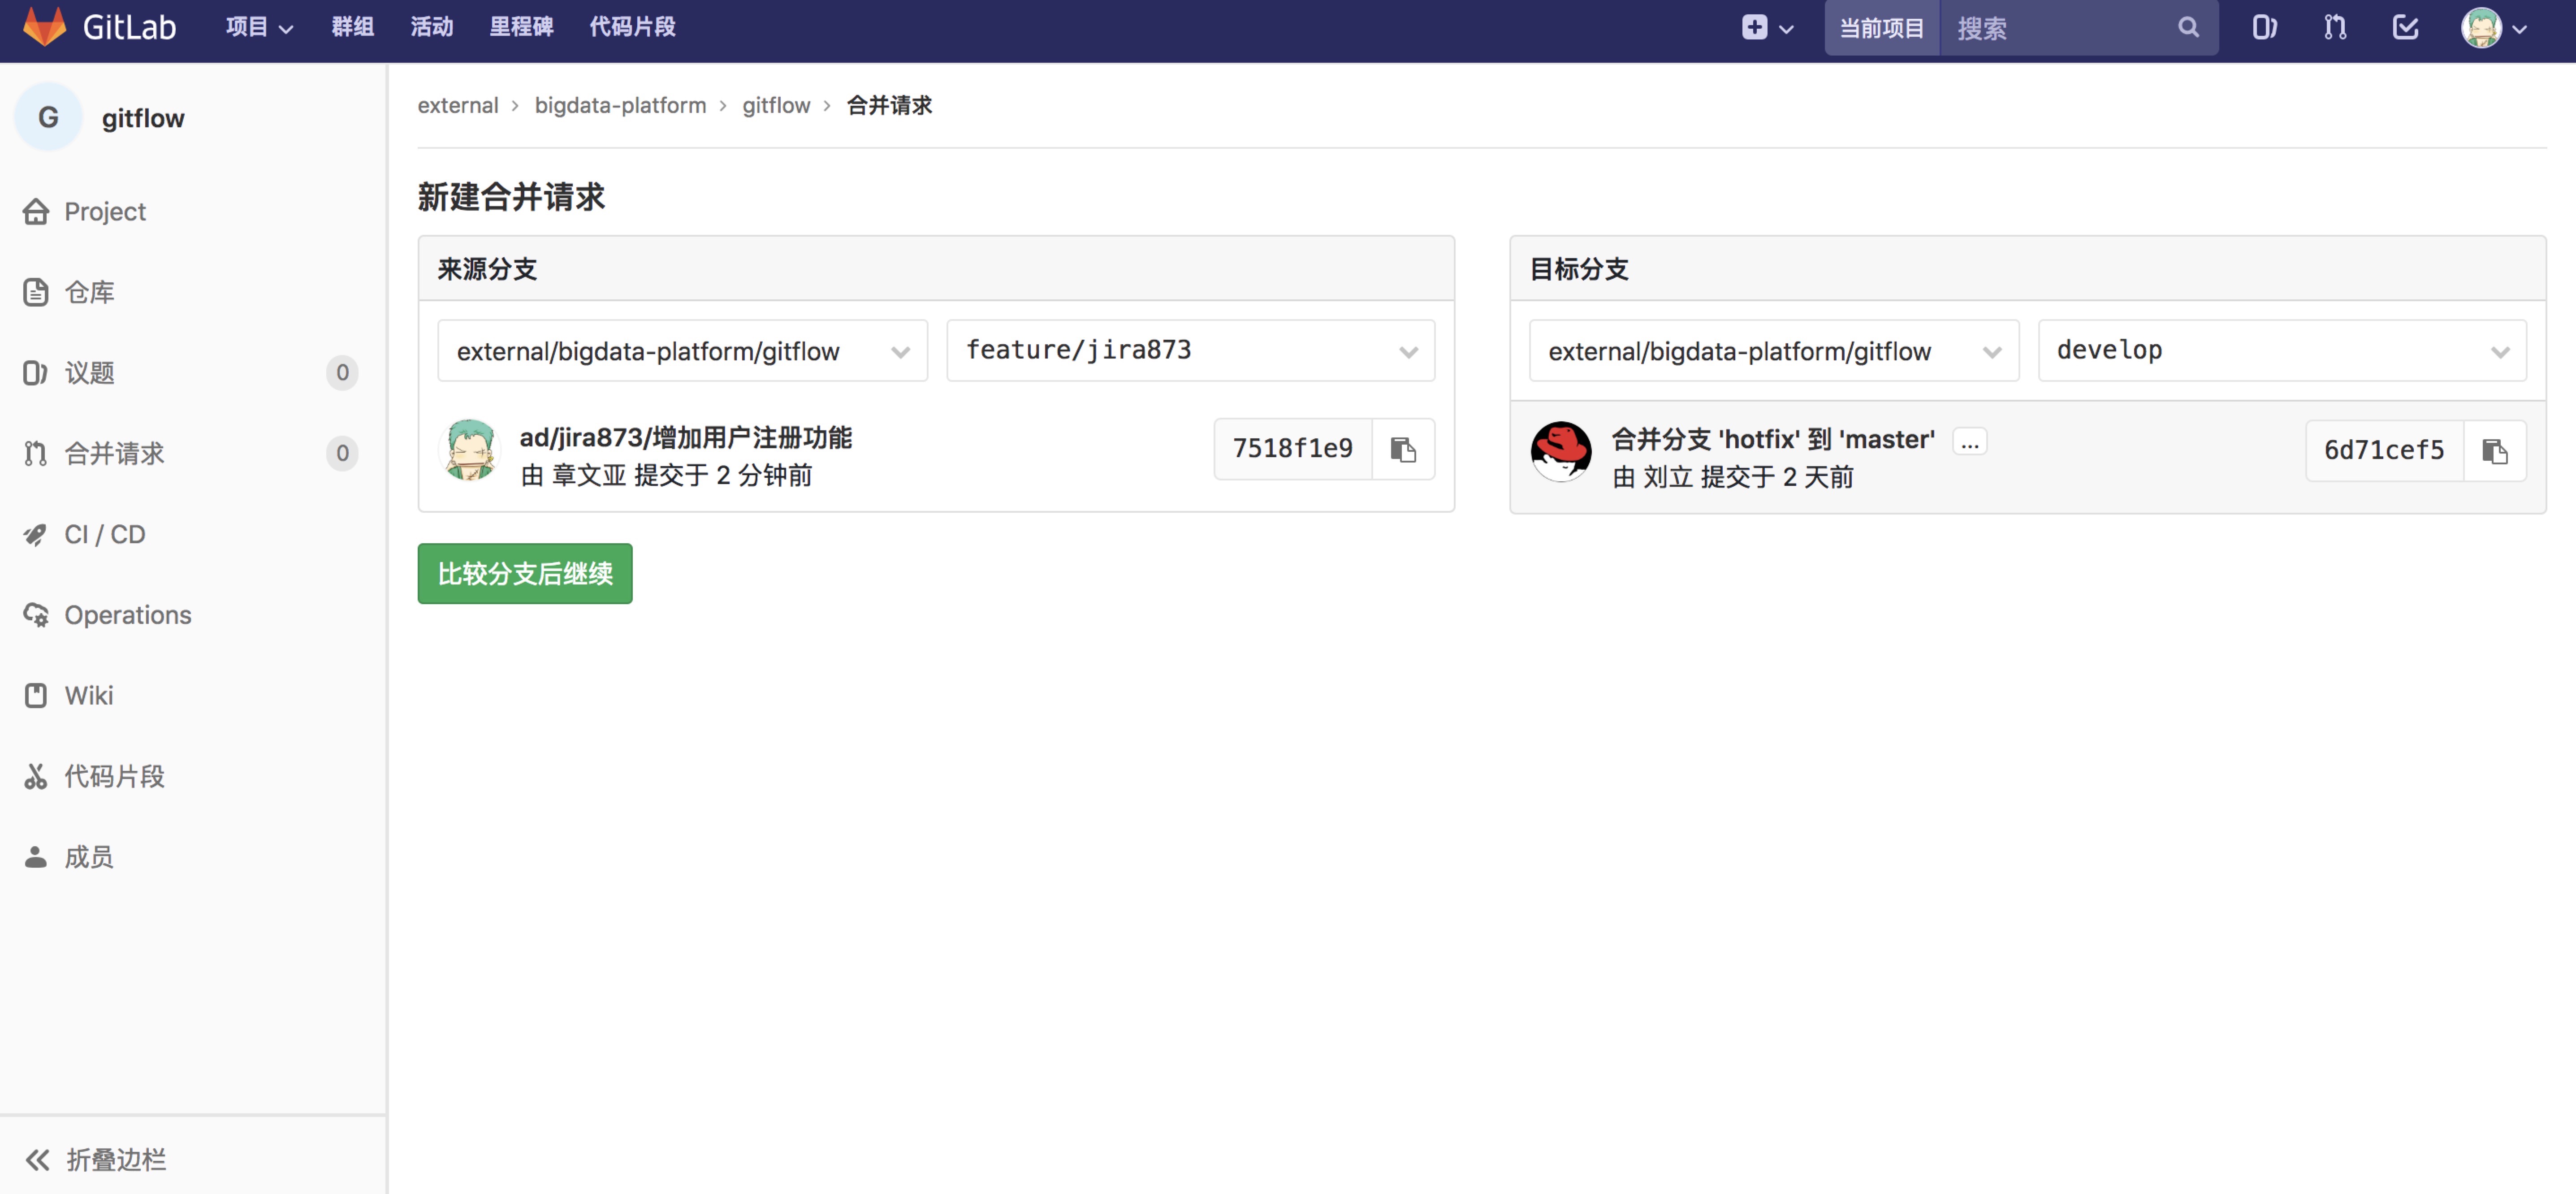 GitLab 项目 群组 活动 里程碑 代码片段 当前项目 搜索
G gitflow
Project
仓库
议题 0
合并请求 0
CI / CD
Operations
Wiki
代码片段
成员
折叠边栏
external › bigdata-platform › gitflow › 合并请求
新建合并请求
来源分支
external/bigdata-platform/gitflow feature/jira873
ad/jira873/增加用户注册功能 7518f1e9
由 章文亚 提交于 2 分钟前
目标分支
external/bigdata-platform/gitflow develop
合并分支 'hotfix' 到 'master' ... 6d71cef5
由 刘立 提交于 2 天前
比较分支后继续